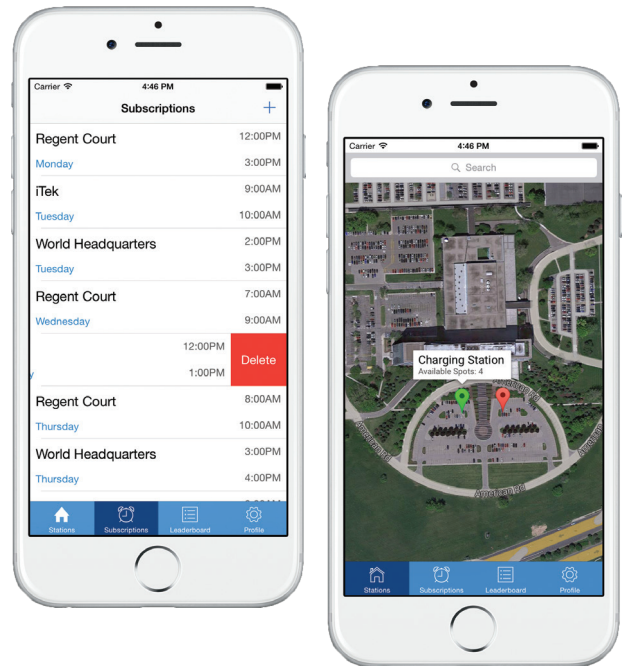 Carrier 4:46 PM
Subscriptions +
Regent Court 12:00PM
Monday 3:00PM
iTek 9:00AM
Tuesday 10:00AM
World Headquarters 2:00PM
Tuesday 3:00PM
Regent Court 7:00AM
Wednesday 9:00AM
12:00PM
y 1:00PM
Delete
Regent Court 8:00AM
Thursday 10:00AM
World Headquarters 3:00PM
Thursday 4:00PM
Stations Subscriptions Leaderboard Profile
Carrier 4:46 PM
Search
Charging Station
Available Spots: 4
Stations Subscriptions Leaderboard Profile